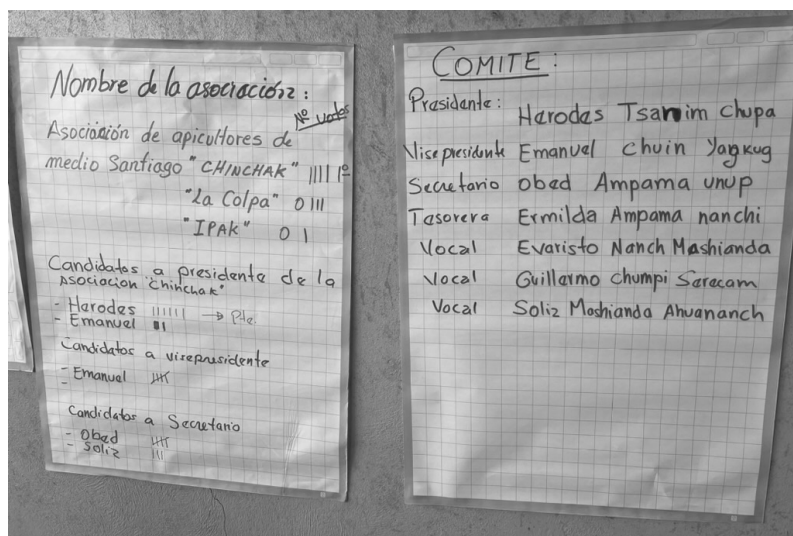 Nombre de la asociación:
Nº votos
Asociación de apicultores de
medio Santiago "CHINCHAK" |||| 1º
"La Colpa" 0 |||
"IPAK" 0 |
Candidatos a presidente de la
Asociacion "Chinchak"
- Herodes ||||||| → Pte.
- Emanuel ||
Candidatos a visepresidente
- Emanuel ||||
-
Candidatos a Secretario
- Obed ||||
- Soliz |||
COMITE:
Presidente: Herodes Tsamim Chupa
Visepresidente Emanuel Chuin Yagkug
Secretario Obed Ampama unup
Tesorera Ermilda Ampama nanchi
Vocal Evaristo Nanch Mashianda
Vocal Guillermo Chumpi Serecam
Vocal Soliz Mashianda Ahuananch